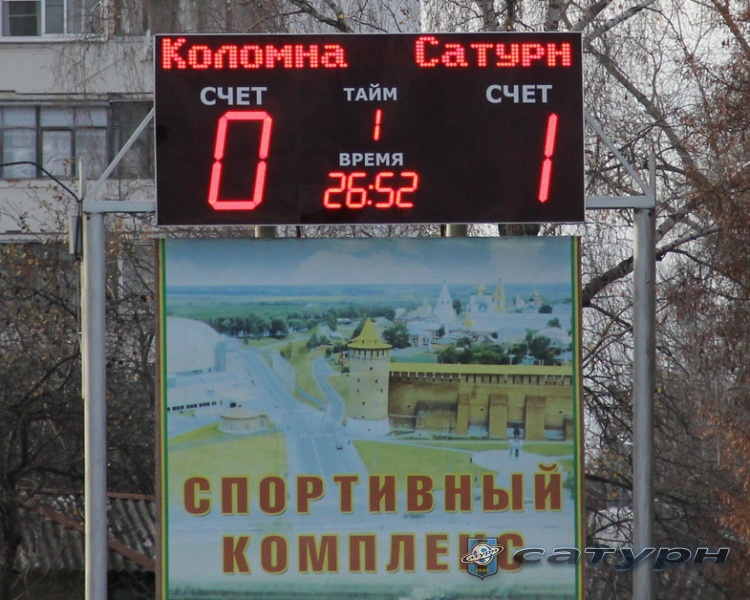 Коломна Сатурн
СЧЕТ ТАЙМ СЧЕТ
0 1 1
ВРЕМЯ
26:52
СПОРТИВНЫЙ
КОМПЛЕКС
сатурн